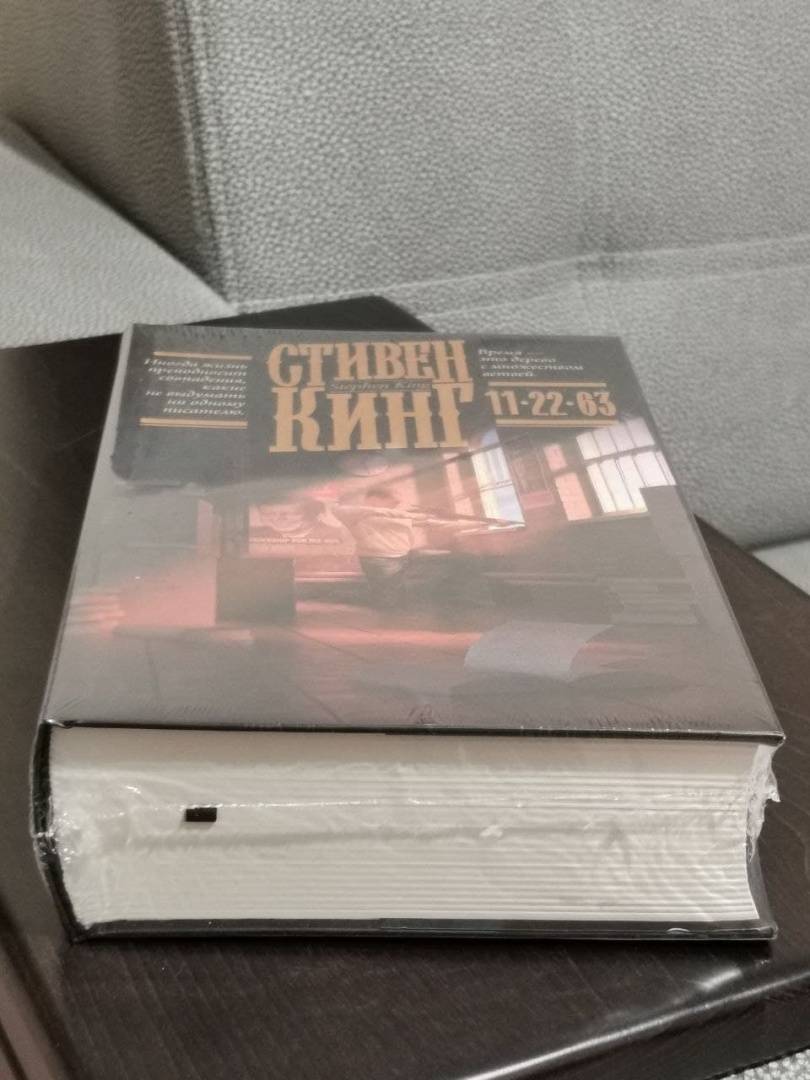 Иногда жизнь
преподносит
совпадения,
какие
не выдумать
ни одному
писателю.
СТИВЕН
Stephen King
КИНГ
Время —
это дерево
с множеством
ветвей.
11·22·63